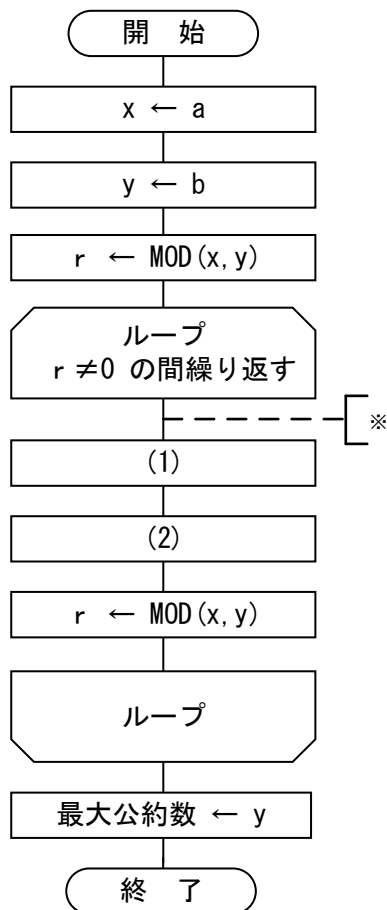 開 始
x ← a
y ← b
r ← MOD(x,y)
ループ
r ≠0 の間繰り返す
※
(1)
(2)
r ← MOD(x,y)
ループ
最大公約数 ← y
終 了